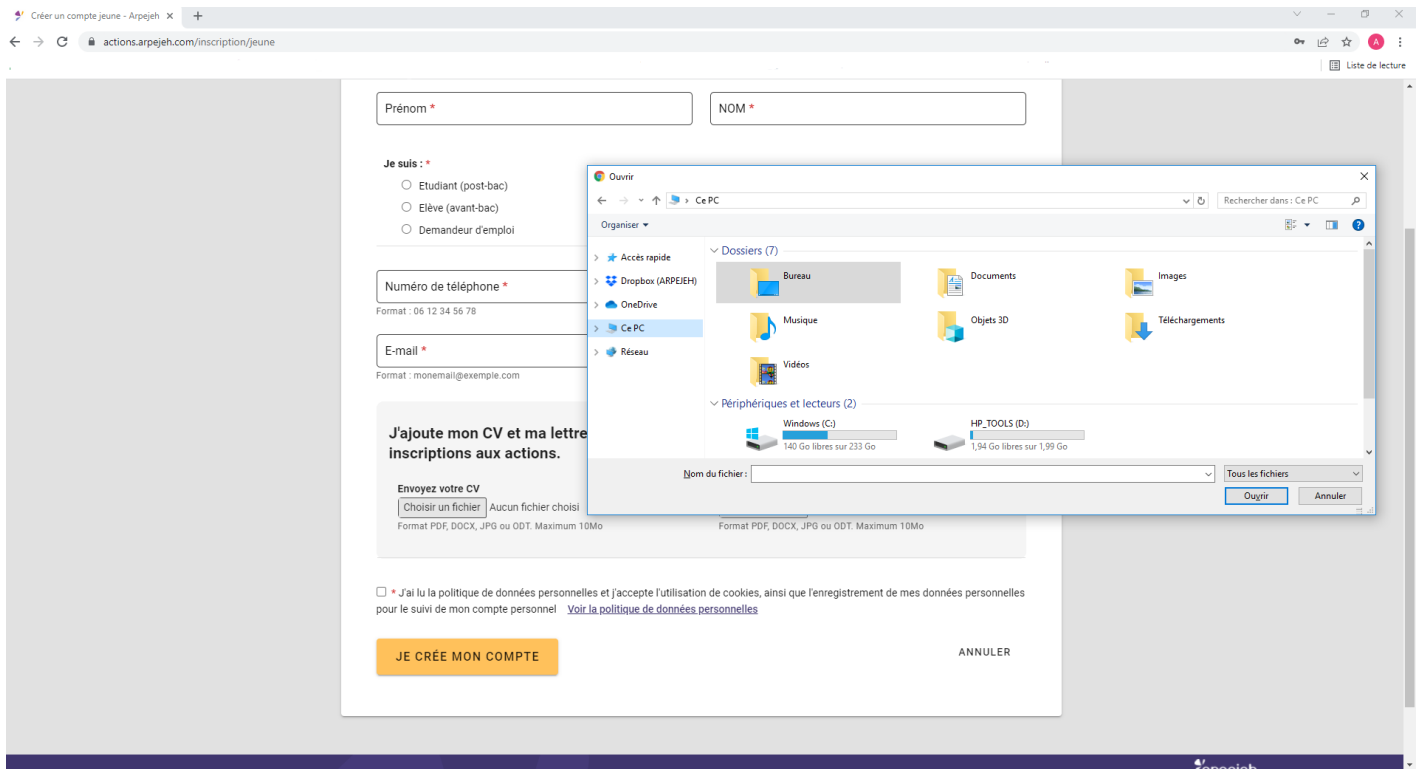 Créer un compte jeune - Arpejeh
actions.arpejeh.com/inscription/jeune
A
Liste de lecture
Prénom *
NOM *
Je suis : *
Etudiant (post-bac)
Elève (avant-bac)
Demandeur d'emploi
Numéro de téléphone *
Format : 06 12 34 56 78
E-mail *
Format : monemail@exemple.com
J'ajoute mon CV et ma lettre
inscriptions aux actions.
Envoyez votre CV
Choisir un fichier Aucun fichier choisi
Format PDF, DOCX, JPG ou ODT. Maximum 10Mo
Format PDF, DOCX, JPG ou ODT. Maximum 10Mo
Ouvrir
Ce PC
Rechercher dans : Ce PC
Organiser
Accès rapide
Dropbox (ARPEJEH)
OneDrive
Ce PC
Réseau
Dossiers (7)
Bureau
Documents
Images
Musique
Objets 3D
Téléchargements
Vidéos
Périphériques et lecteurs (2)
Windows (C:)
140 Go libres sur 233 Go
HP_TOOLS (D:)
1,94 Go libres sur 1,99 Go
Nom du fichier :
Tous les fichiers
Ouvrir
Annuler
* J'ai lu la politique de données personnelles et j'accepte l'utilisation de cookies, ainsi que l'enregistrement de mes données personnelles
pour le suivi de mon compte personnel Voir la politique de données personnelles
JE CRÉE MON COMPTE
ANNULER